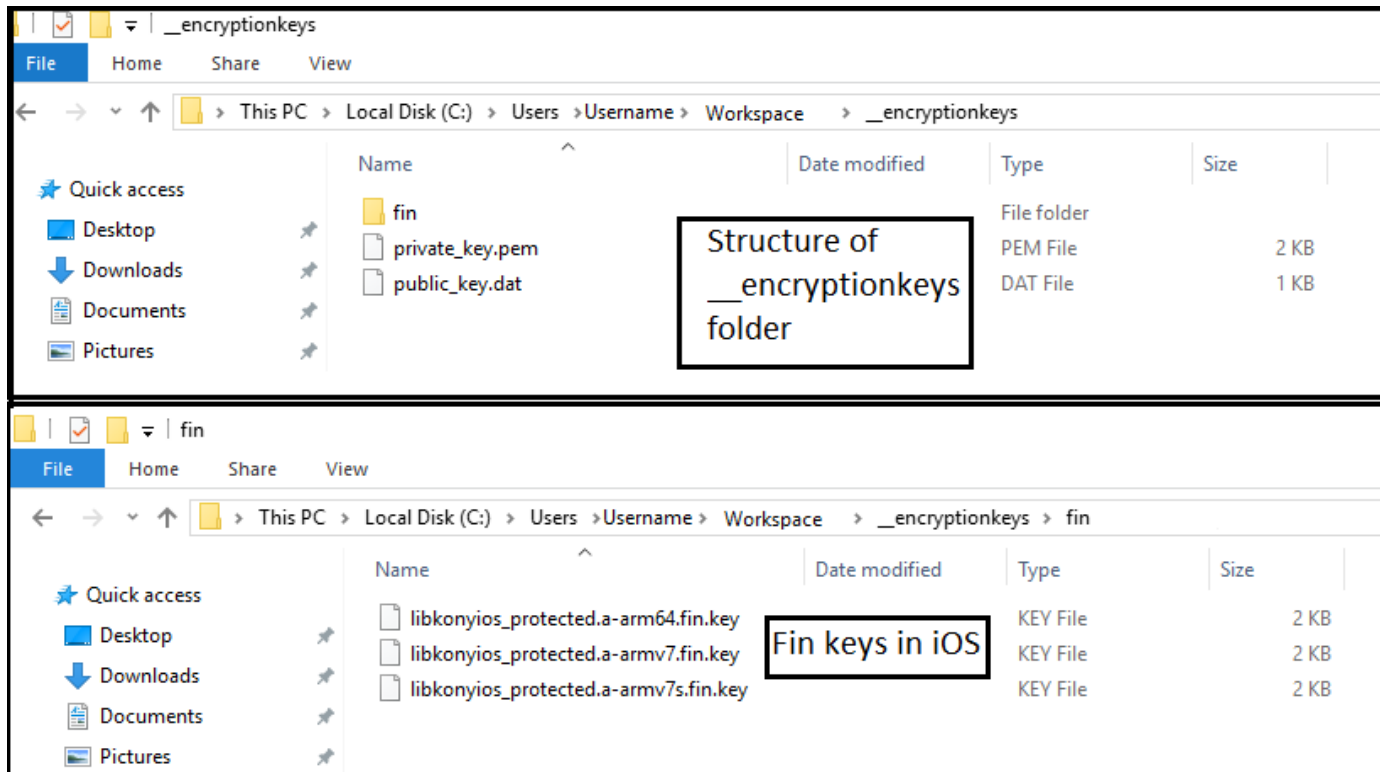 __encryptionkeys
File Home Share View
This PC > Local Disk (C:) > Users > Username > Workspace > __encryptionkeys
Name Date modified Type Size
Quick access
Desktop
Downloads
Documents
Pictures
fin File folder
private_key.pem PEM File 2 KB
public_key.dat DAT File 1 KB
Structure of
__encryptionkeys
folder
fin
File Home Share View
This PC > Local Disk (C:) > Users > Username > Workspace > __encryptionkeys > fin
Name Date modified Type Size
Quick access
Desktop
Downloads
Documents
Pictures
libkonyios_protected.a-arm64.fin.key KEY File 2 KB
libkonyios_protected.a-armv7.fin.key KEY File 2 KB
libkonyios_protected.a-armv7s.fin.key KEY File 2 KB
Fin keys in iOS